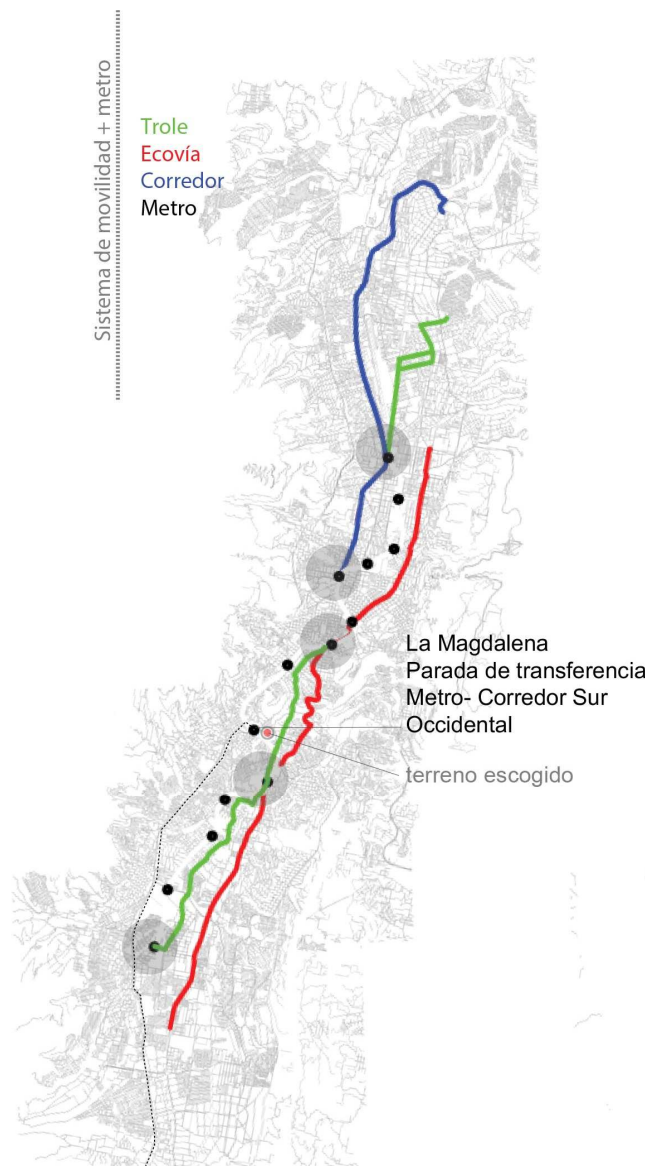 Sistema de movilidad + metro
Trole
Ecovía
Corredor
Metro
La Magdalena
Parada de transferencia
Metro- Corredor Sur
Occidental
terreno escogido